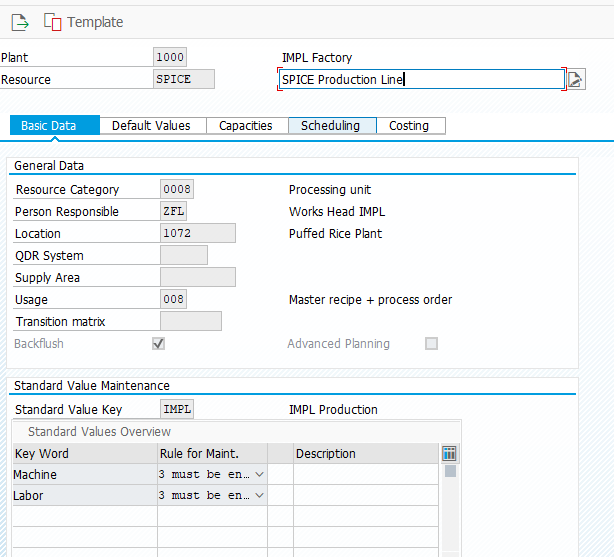 Template
Plant 1000 IMPL Factory
Resource SPICE SPICE Production Line
Basic Data Default Values Capacities Scheduling Costing
General Data
Resource Category 0008 Processing unit
Person Responsible ZFL Works Head IMPL
Location 1072 Puffed Rice Plant
QDR System
Supply Area
Usage 008 Master recipe + process order
Transition matrix
Backflush Advanced Planning
Standard Value Maintenance
Standard Value Key IMPL IMPL Production
Standard Values Overview
Key Word Rule for Maint. Description
Machine 3 must be en…
Labor 3 must be en…